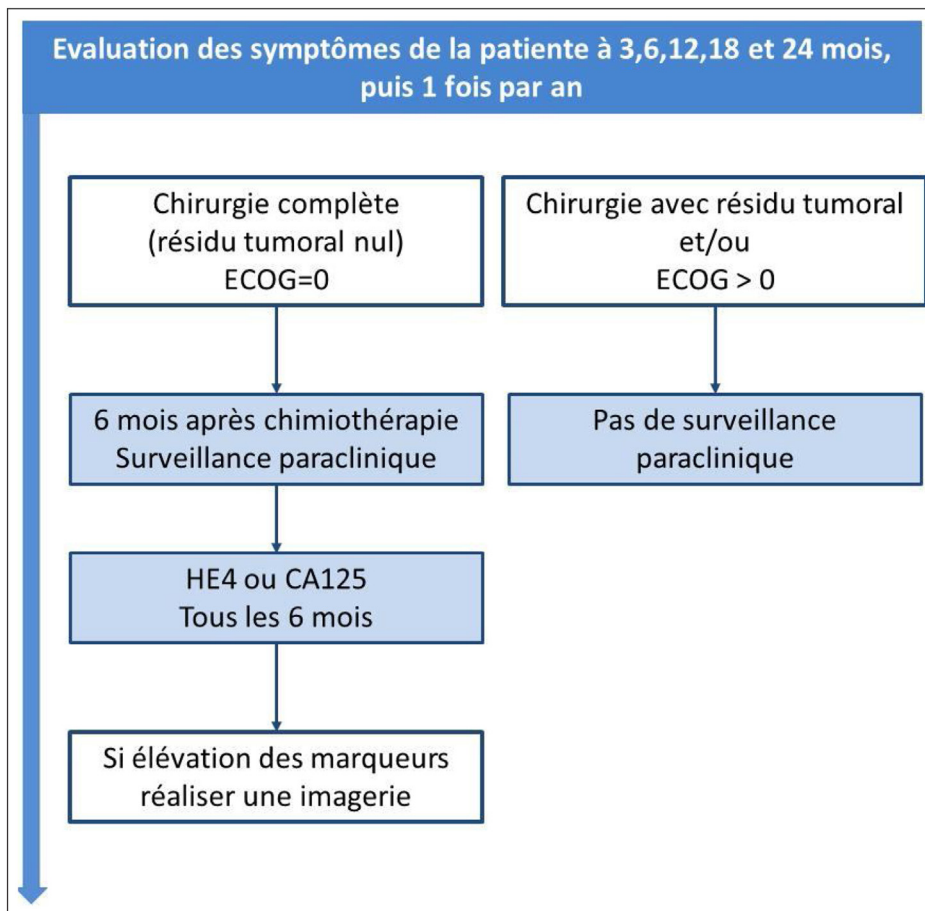 Evaluation des symptômes de la patiente à 3,6,12,18 et 24 mois,
puis 1 fois par an
Chirurgie complète
(résidu tumoral nul)
ECOG=0
Chirurgie avec résidu tumoral
et/ou
ECOG > 0
6 mois après chimiothérapie
Surveillance paraclinique
Pas de surveillance
paraclinique
HE4 ou CA125
Tous les 6 mois
Si élévation des marqueurs
réaliser une imagerie